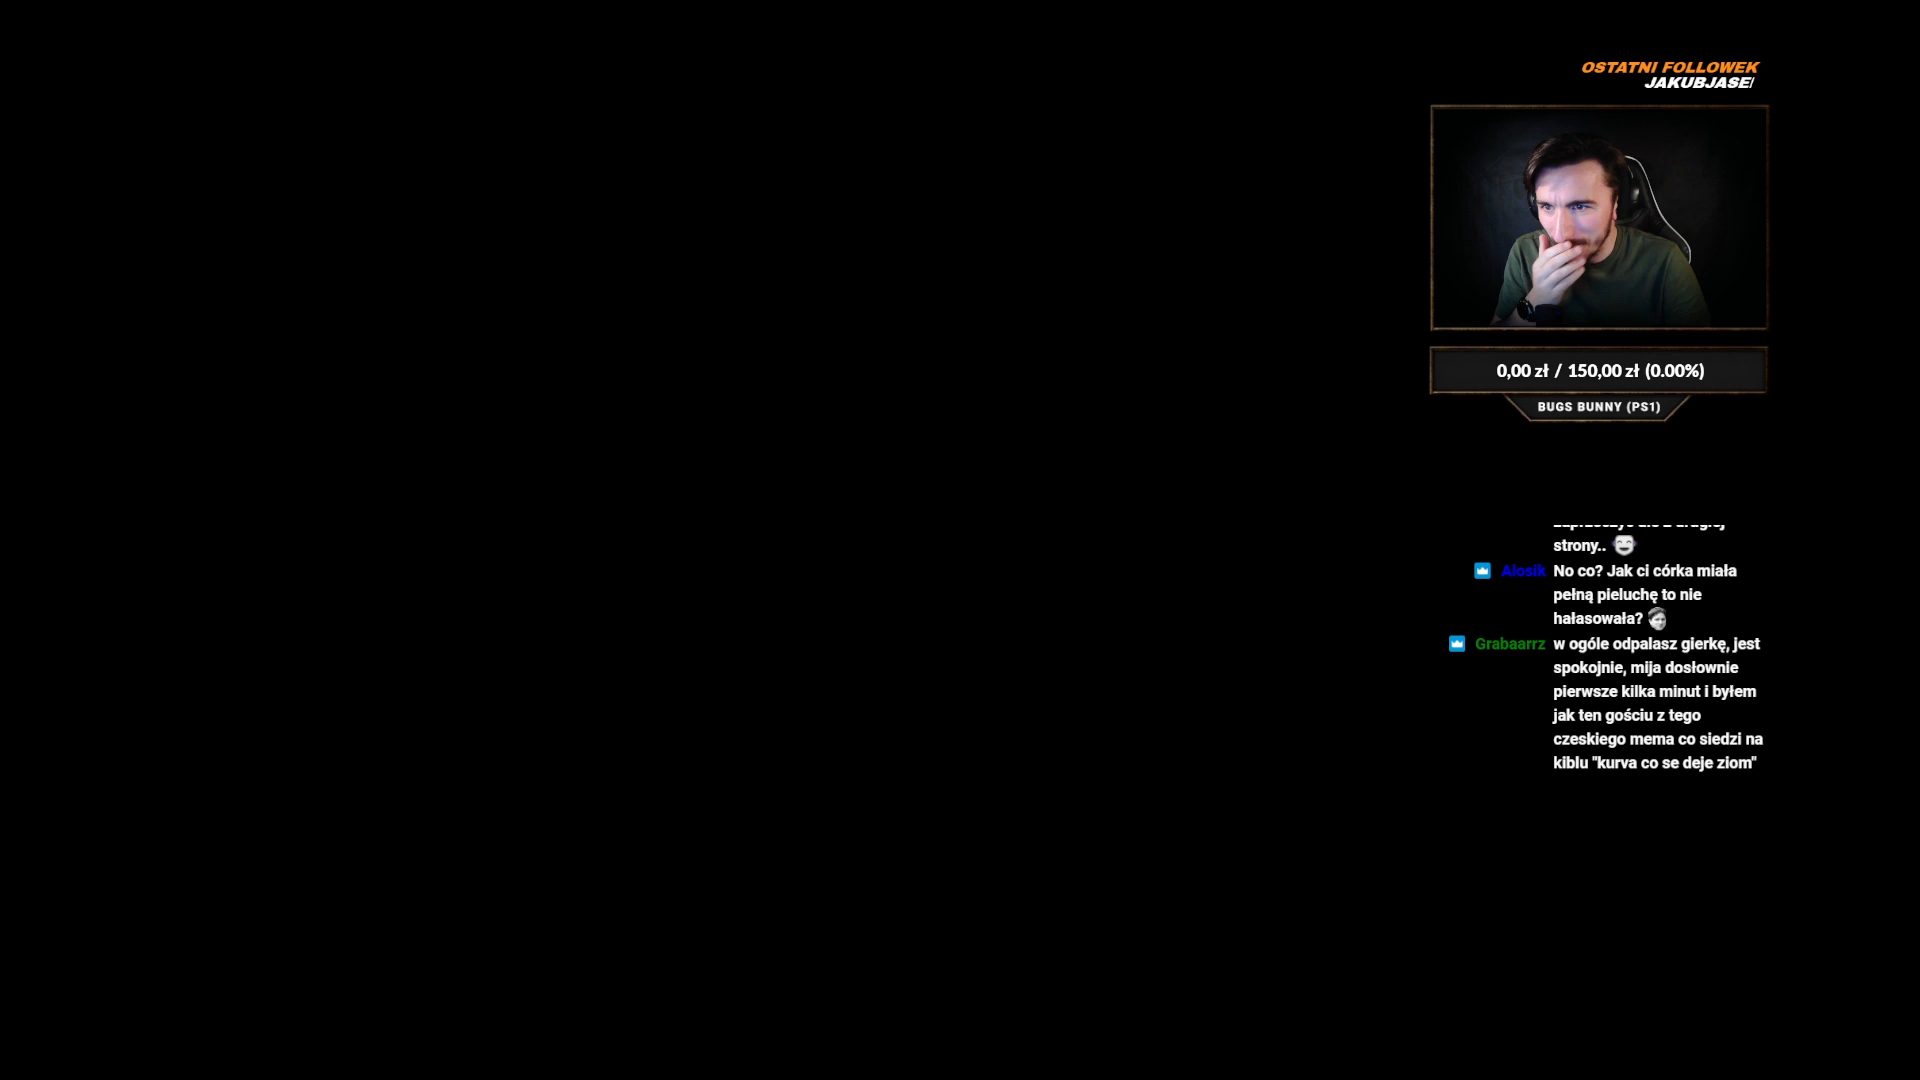 OSTATNI FOLLOWEK
JAKUBJASE
0,00 zł / 150,00 zł (0.00%)
BUGS BUNNY (PS1)
strony..
Alosik No co? Jak ci córka miała
pełną pieluchę to nie
hałasowała?
Grabaarrz w ogóle odpalasz gierkę, jest
spokojnie, mija dosłownie
pierwsze kilka minut i byłem
jak ten gościu z tego
czeskiego mema co siedzi na
kiblu "kurva co se deje ziom"